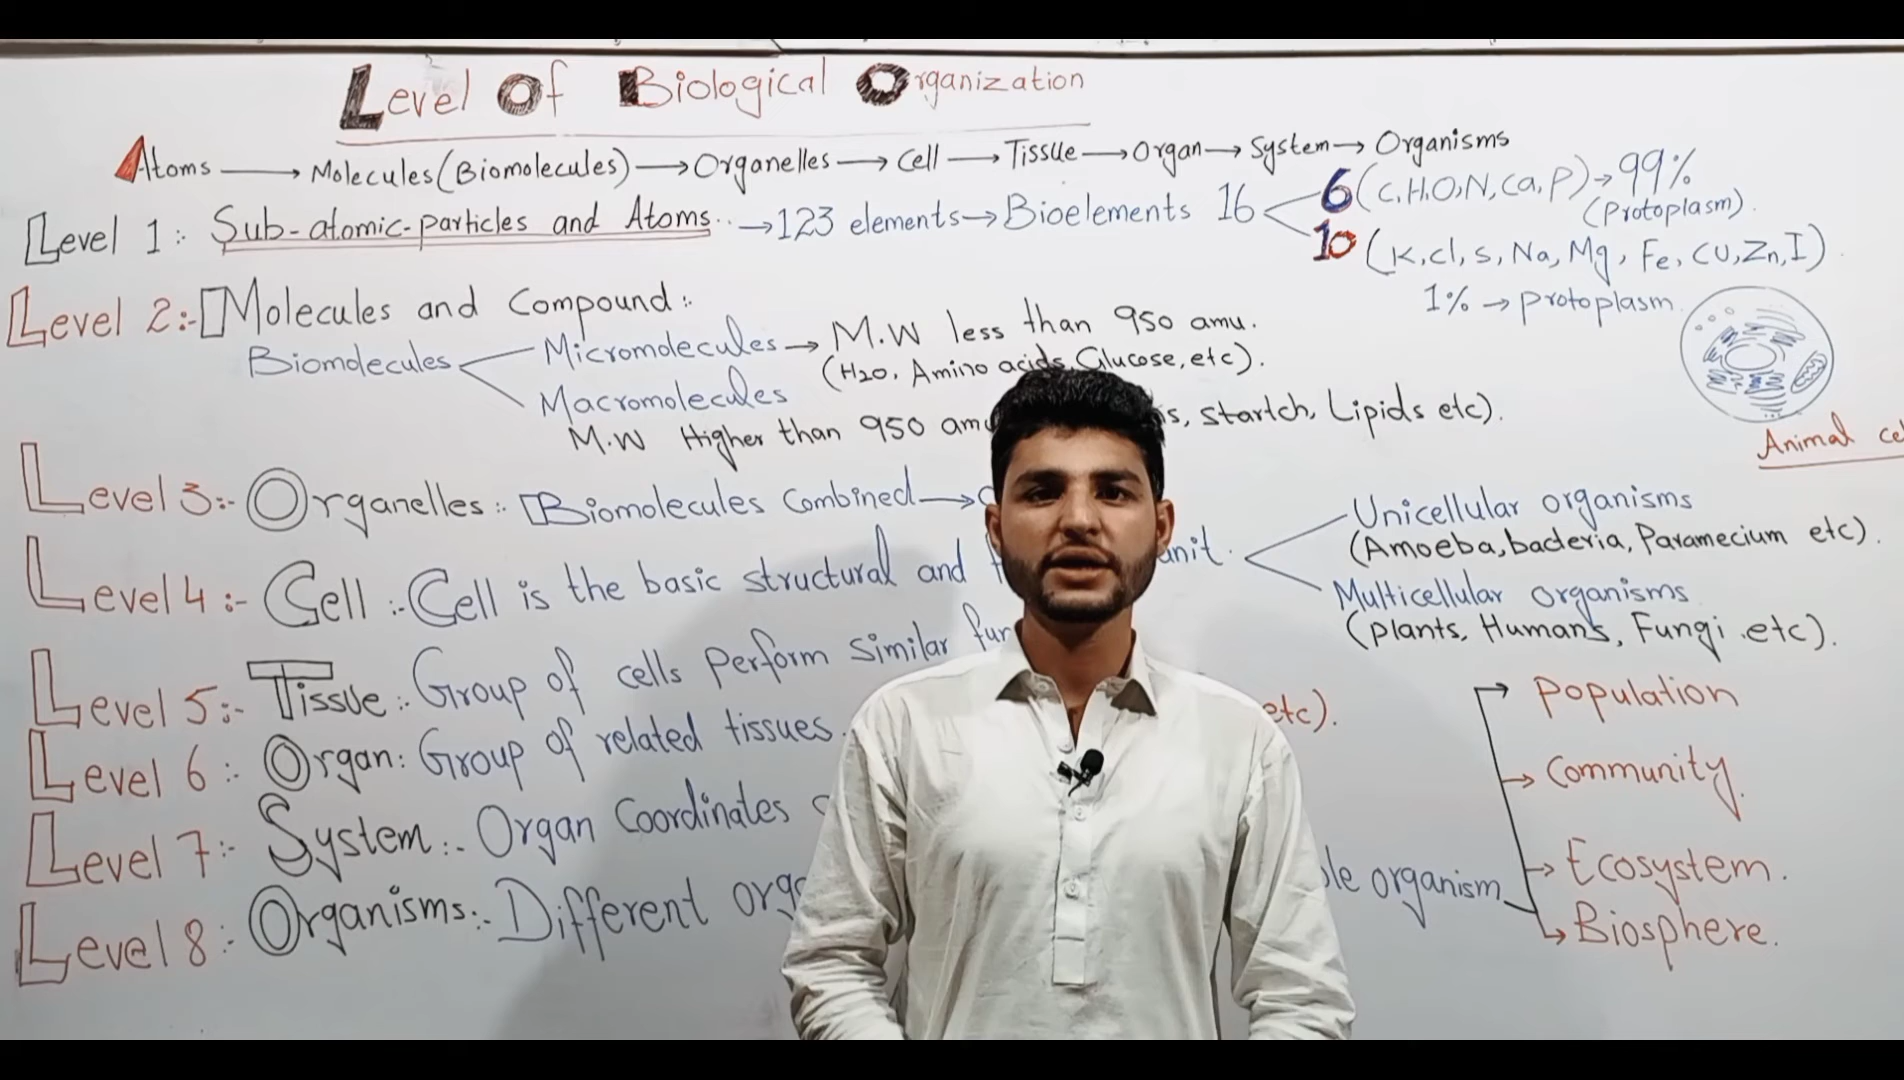 Level Of Biological Organization
Atoms → Molecules (Biomolecules) → Organelles → Cell → Tissue → Organ → System → Organisms
Level 1:- Sub-atomic-particles and Atoms.. → 123 elements → Bioelements 16
6 (C,H,O,N,Ca,P) → 99%
(Protoplasm).
10 (K,Cl,S,Na,Mg,Fe,CU,Zn,I)
1% → protoplasm.
Level 2:- Molecules and Compound:-
Biomolecules
Micromolecules → M.W less than 950 amu.
(H2O, Amino acids, Glucose, etc).
Macromolecules
M.W Higher than 950 amu startch, Lipids etc).
Animal
Level 3:- Organelles:- Biomolecules Combined →
Level 4:- Cell:- Cell is the basic structural and unit.
Unicellular organisms
(Amoeba, bacteria, Paramecium etc).
Multicellular organisms
(plants, Humans, Fungi etc).
Level 5:- Tissue:- Group of cells perform similar
etc).
Level 6:- Organ: Group of related tissues.
Level 7:- System:- Organ Coordinates
Level 8:- Organisms:- Different organism
Population
Community.
Ecosystem.
Biosphere.